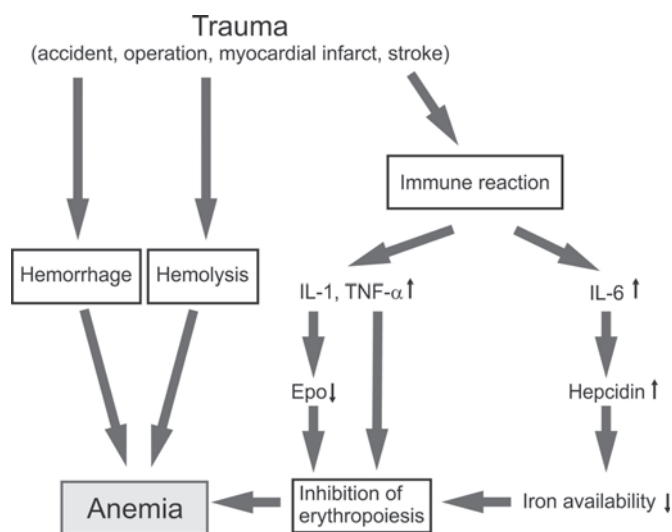 Trauma
(accident, operation, myocardial infarct, stroke)
Immune reaction
Hemorrhage
Hemolysis
IL-1, TNF-α↑
IL-6 ↑
Epo↓
Hepcidin ↑
Anemia
Inhibition of
erythropoiesis
Iron availability ↓